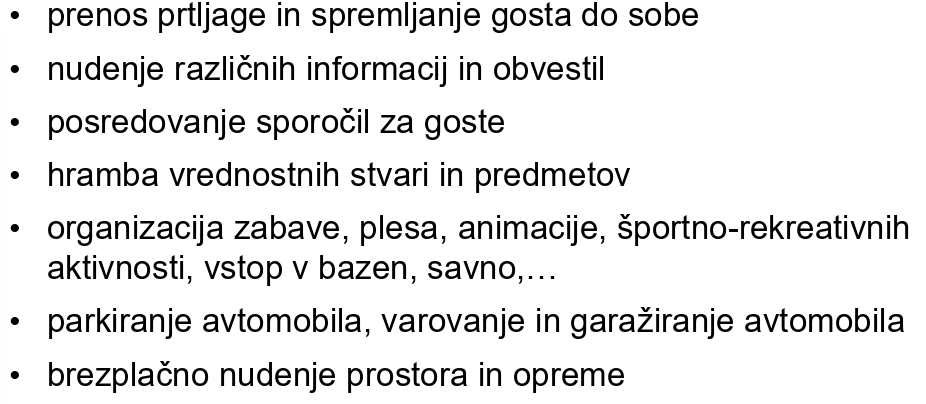 • prenos prtljage in spremljanje gosta do sobe
• nudenje različnih informacij in obvestil
• posredovanje sporočil za goste
• hramba vrednostnih stvari in predmetov
• organizacija zabave, plesa, animacije, športno-rekreativnih
aktivnosti, vstop v bazen, savno,…
• parkiranje avtomobila, varovanje in garažiranje avtomobila
• brezplačno nudenje prostora in opreme